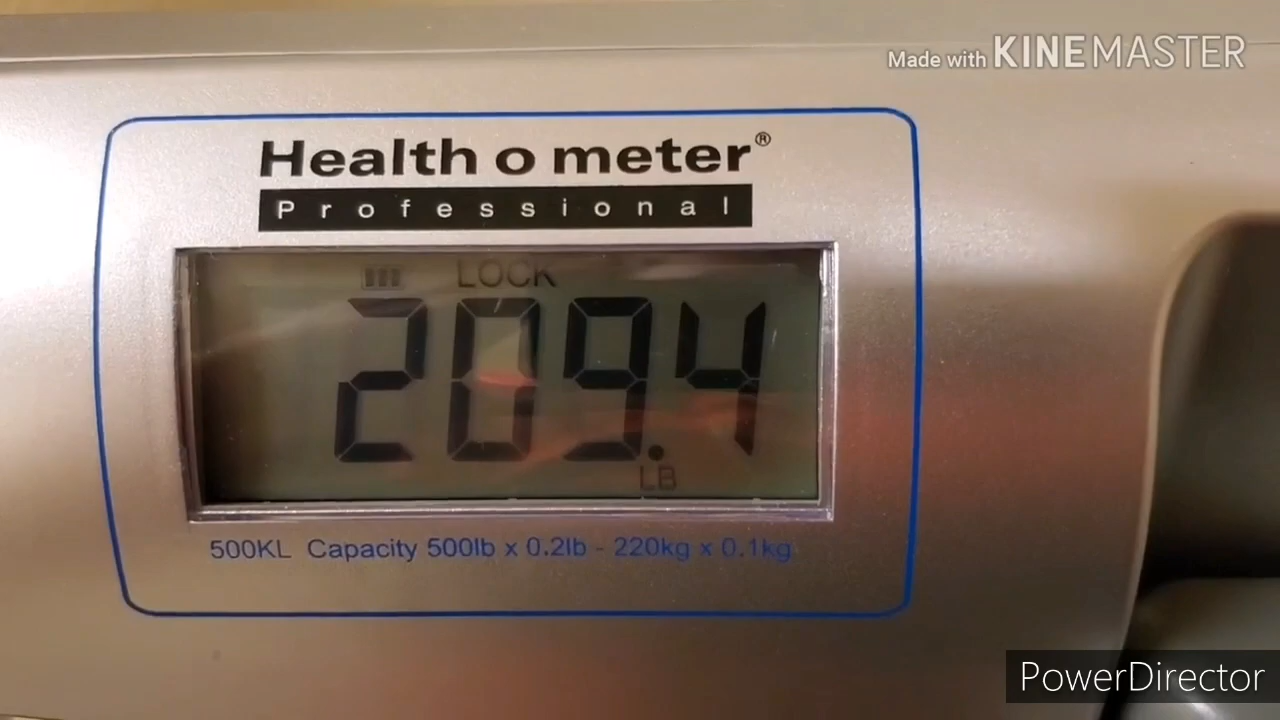 Made with KINEMASTER
Health o meter®
Professional
LOCK
209.4
LB
500KL Capacity 500lb x 0.2lb - 220kg x 0.1kg
PowerDirector